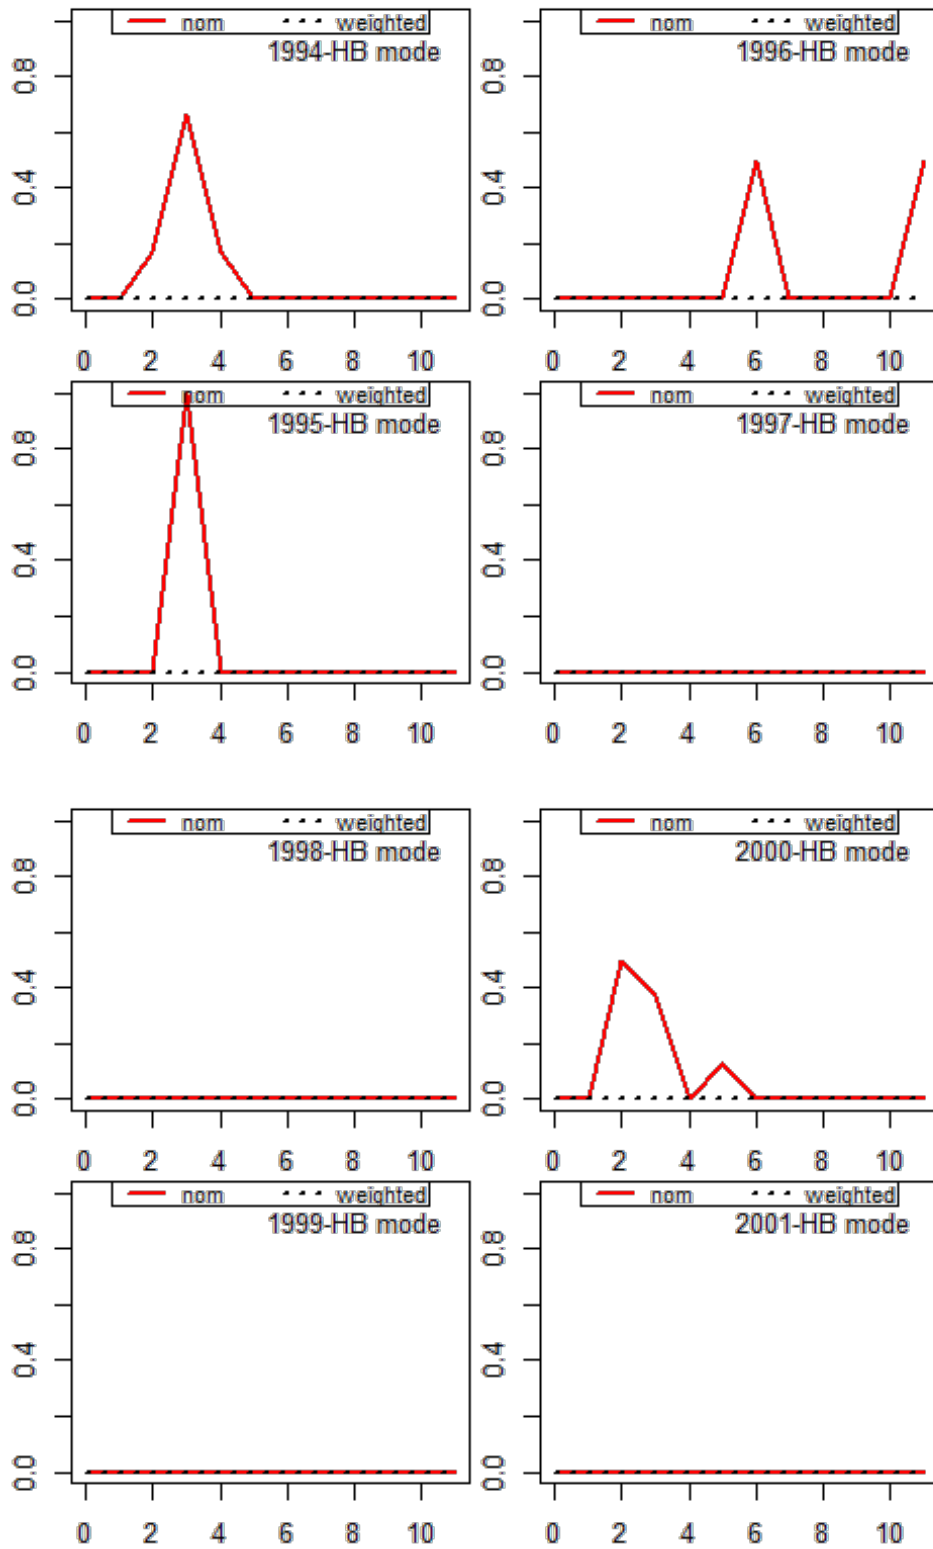 nom weighted
1994-HB mode
0.8
0.4
0.0
0 2 4 6 8 10
nom weighted
1996-HB mode
0.8
0.4
0.0
0 2 4 6 8 10
nom weighted
1995-HB mode
0.8
0.4
0.0
0 2 4 6 8 10
nom weighted
1997-HB mode
0.8
0.4
0.0
0 2 4 6 8 10
nom weighted
1998-HB mode
0.8
0.4
0.0
0 2 4 6 8 10
nom weighted
2000-HB mode
0.8
0.4
0.0
0 2 4 6 8 10
nom weighted
1999-HB mode
0.8
0.4
0.0
0 2 4 6 8 10
nom weighted
2001-HB mode
0.8
0.4
0.0
0 2 4 6 8 10